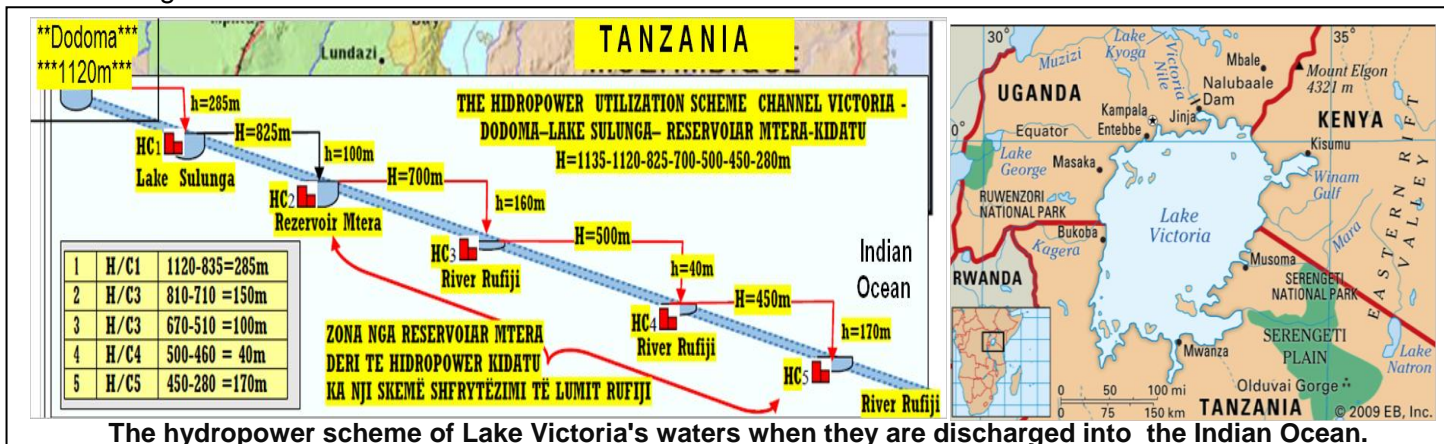 **Dodoma***
***1120m**
Lundazi
TANZANIA
h=285m
THE HIDROPOWER UTILIZATION SCHEME CHANNEL VICTORIA -
DODOMA–LAKE SULUNGA– RESERVOIAR MTERA-KIDATU
H=1135-1120-825-700-500-450-280m
HC1
Lake Sulunga
H=825m
h=100m
HC2
Rezervoir Mtera
H=700m
h=160m
HC3
River Rufiji
H=500m
h=40m
HC4
River Rufiji
H=450m
h=170m
HC5
River Rufiji
Indian
Ocean
1 H/C1 1120-835=285m
2 H/C3 810-710 =150m
3 H/C3 670-510 =100m
4 H/C4 500-460 = 40m
5 H/C5 450-280 =170m
ZONA NGA RESERVOIAR MTERA
DERI TE HIDROPOWER KIDATU
KA NJI SKEMË SHFRYTËZIMI TË LUMIT RUFIJI
30°
35°
Lake
Kyoga
Victoria
Nile
Muzizi
Mbale
Mount Elgon
4321 m
Nalubaale
Dam
UGANDA
Kampala
Jinja
KENYA
0°
Equator
Entebbe
Kisumu
Lake
George
Masaka
Winam
Gulf
RUWENZORI
NATIONAL PARK
Lake
Victoria
EASTERN RIFT
VALLEY
Bukoba
Kagera
Mara
RWANDA
Musoma
SERENGETI
NATIONAL PARK
SERENGETI
PLAIN
Mwanza
Lake
Natron
Olduvai Gorge
0 50 100 mi
0 75 150 km
TANZANIA
© 2009 EB, Inc.
The hydropower scheme of Lake Victoria's waters when they are discharged into the Indian Ocean.